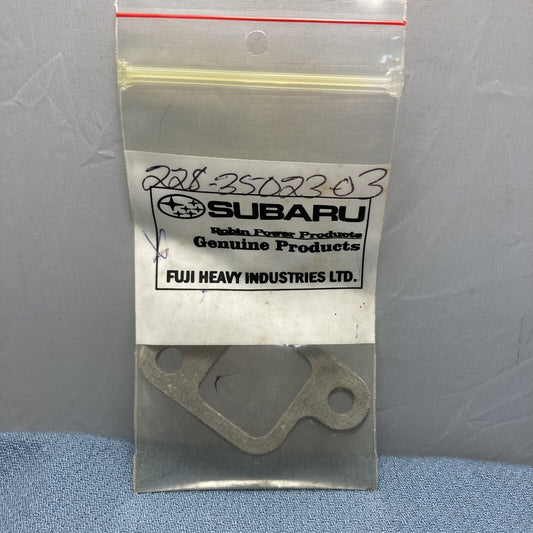 228-35023-03
SUBARU
Robin Power Products
Genuine Products
FUJI HEAVY INDUSTRIES LTD.